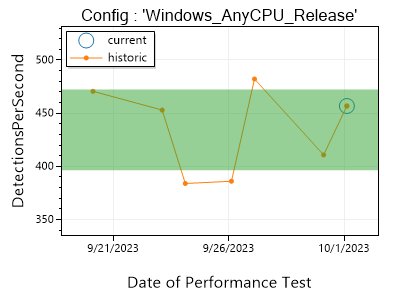 Config : 'Windows_AnyCPU_Release'
current
historic
500
450
400
350
DetectionsPerSecond
9/21/2023
9/26/2023
10/1/2023
Date of Performance Test